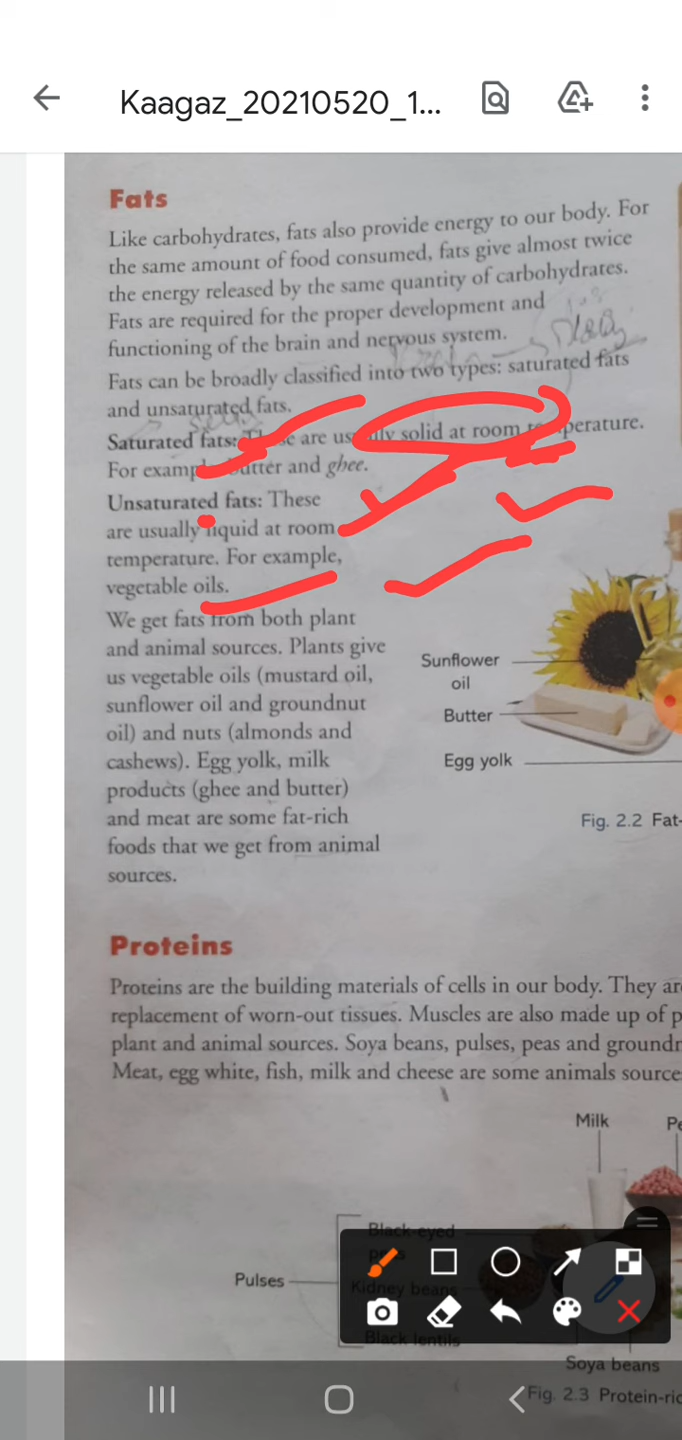 Kaagaz_20210520_1...
Fats
Like carbohydrates, fats also provide energy to our body. For
the same amount of food consumed, fats give almost twice
the energy released by the same quantity of carbohydrates.
Fats are required for the proper development and
functioning of the brain and nervous system.
Fats can be broadly classified into two types: saturated fats
and unsaturated fats.
Saturated fats: are solid at room
For butter and ghee.
Unsaturated fats: These
are usually liquid at room
temperature. For example,
vegetable oils.
We get fats from both plant
and animal sources. Plants give
us vegetable oils (mustard oil,
sunflower oil and groundnut
oil) and nuts (almonds and
cashews). Egg yolk, milk
products (ghee and butter)
and meat are some fat-rich
foods that we get from animal
sources.
Sunflower
oil
Butter
Egg yolk
Fig. 2.2 Fat-
Proteins
Proteins are the building materials of cells in our body. They ar
replacement of worn-out tissues. Muscles are also made up of p
plant and animal sources. Soya beans, pulses, peas and groundn
Meat, egg white, fish, milk and cheese are some animals source
Milk
Pe
Black-eyed
Pulses
Kidney beans
Black lentils
Soya beans
Fig. 2.3 Protein-ric